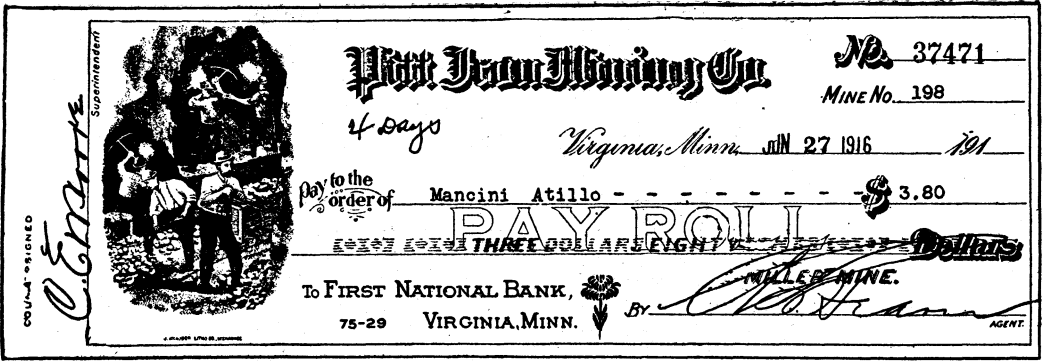 Pitt Iron Mining Co.
No. 37471
MINE No. 198
4 Days
Virginia, Minn. JUN 27 1916 191
Pay to the order of Mancini Atillo $ 3.80
PAY ROLL
THREE DOLLARS EIGHTY Dollars
MILLER MINE.
To FIRST NATIONAL BANK,
75-29 VIRGINIA, MINN.
BY
AGENT.
COUNTERSIGNED
C.E. Moore
Superintendent